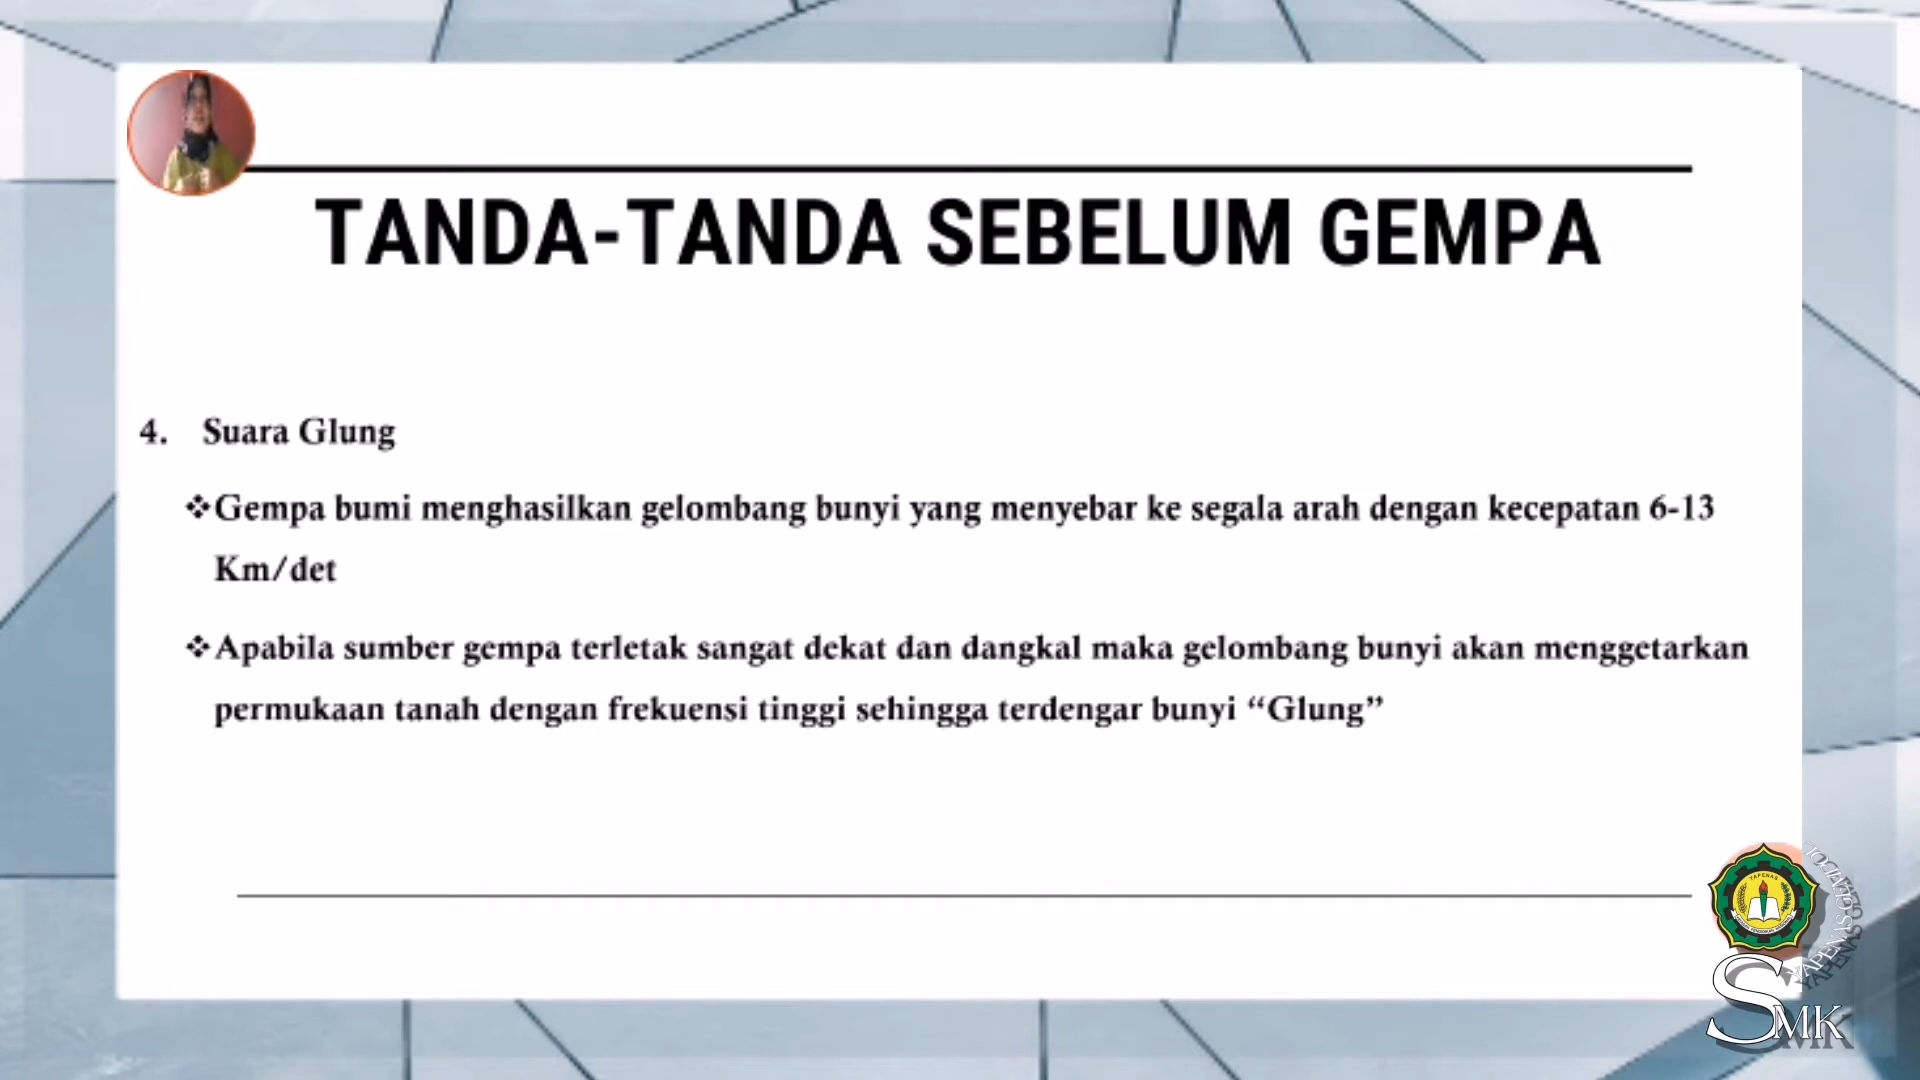 TANDA-TANDA SEBELUM GEMPA
4. Suara Glung
❖Gempa bumi menghasilkan gelombang bunyi yang menyebar ke segala arah dengan kecepatan 6-13
Km/det
❖Apabila sumber gempa terletak sangat dekat dan dangkal maka gelombang bunyi akan menggetarkan
permukaan tanah dengan frekuensi tinggi sehingga terdengar bunyi “Glung”
YAPENAS
SMK